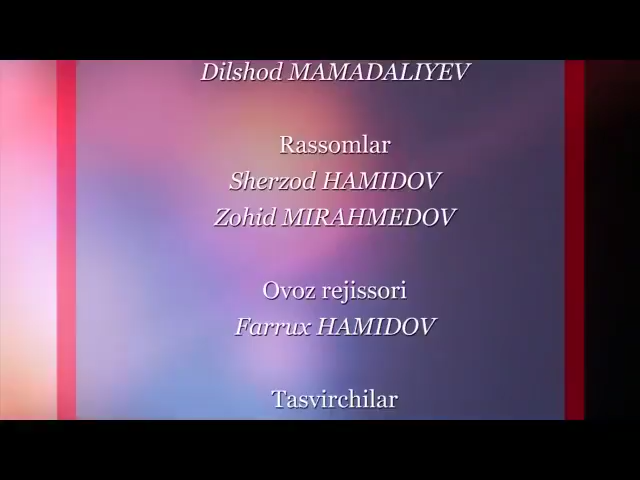 Dilshod MAMADALIYEV
Rassomlar
Sherzod HAMIDOV
Zohid MIRAHMEDOV
Ovoz rejissori
Farrux HAMIDOV
Tasvirchilar